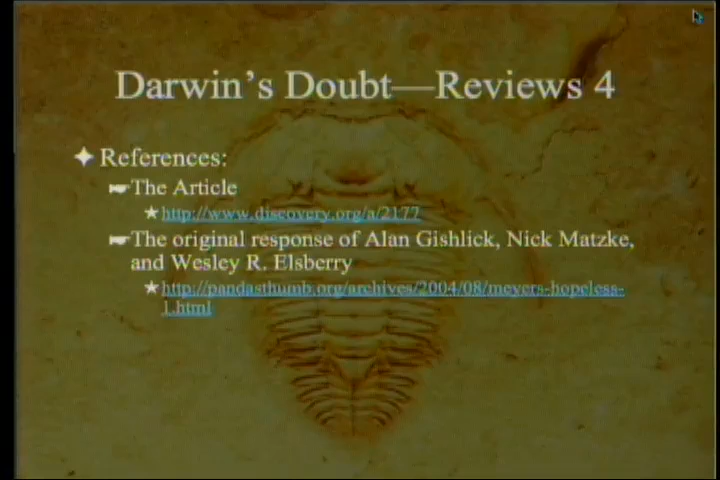 Darwin's Doubt—Reviews 4
References:
The Article
http://www.discovery.org/a/2177
The original response of Alan Gishlick, Nick Matzke,
and Wesley R. Elsberry
http://pandasthumb.org/archives/2004/08/meyers-hopeless-
1.html